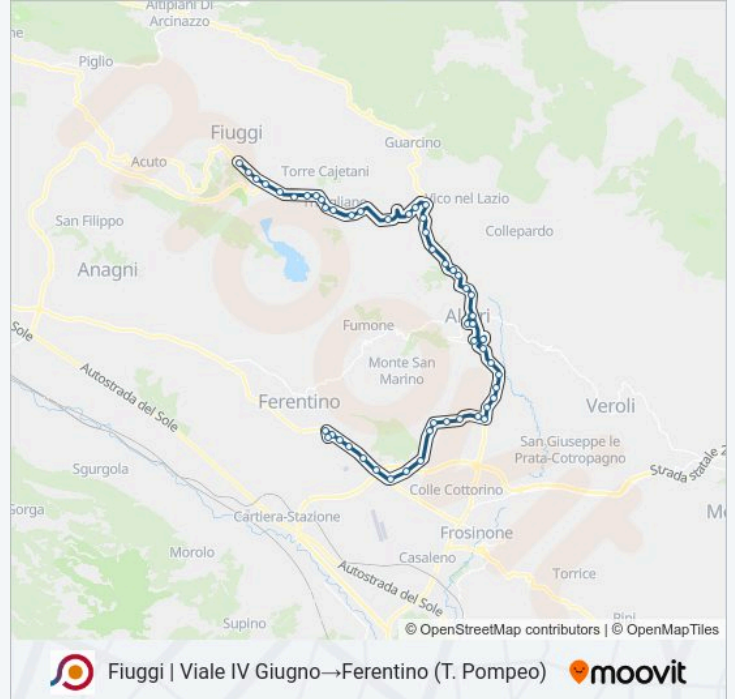 Altipiani Di
Arcinazzo
Piglio
Fiuggi
Guarcino
Acuto
Torre Cajetani
Vico nel Lazio
San Filippo
Collepardo
Anagni
Fumone
Sole
Monte San
Marino
Autostrada del Sole
Ferentino
Veroli
San Giuseppe le
Prata-Cotropagno
Sgurgola
Strada statale
Colle Cottorino
Cartiera-Stazione
Frosinone
Morolo
Casaleno
Autostrada del Sole
Torrice
Supino
© OpenStreetMap contributors | © OpenMapTiles
Fiuggi | Viale IV Giugno→Ferentino (T. Pompeo)
moovit